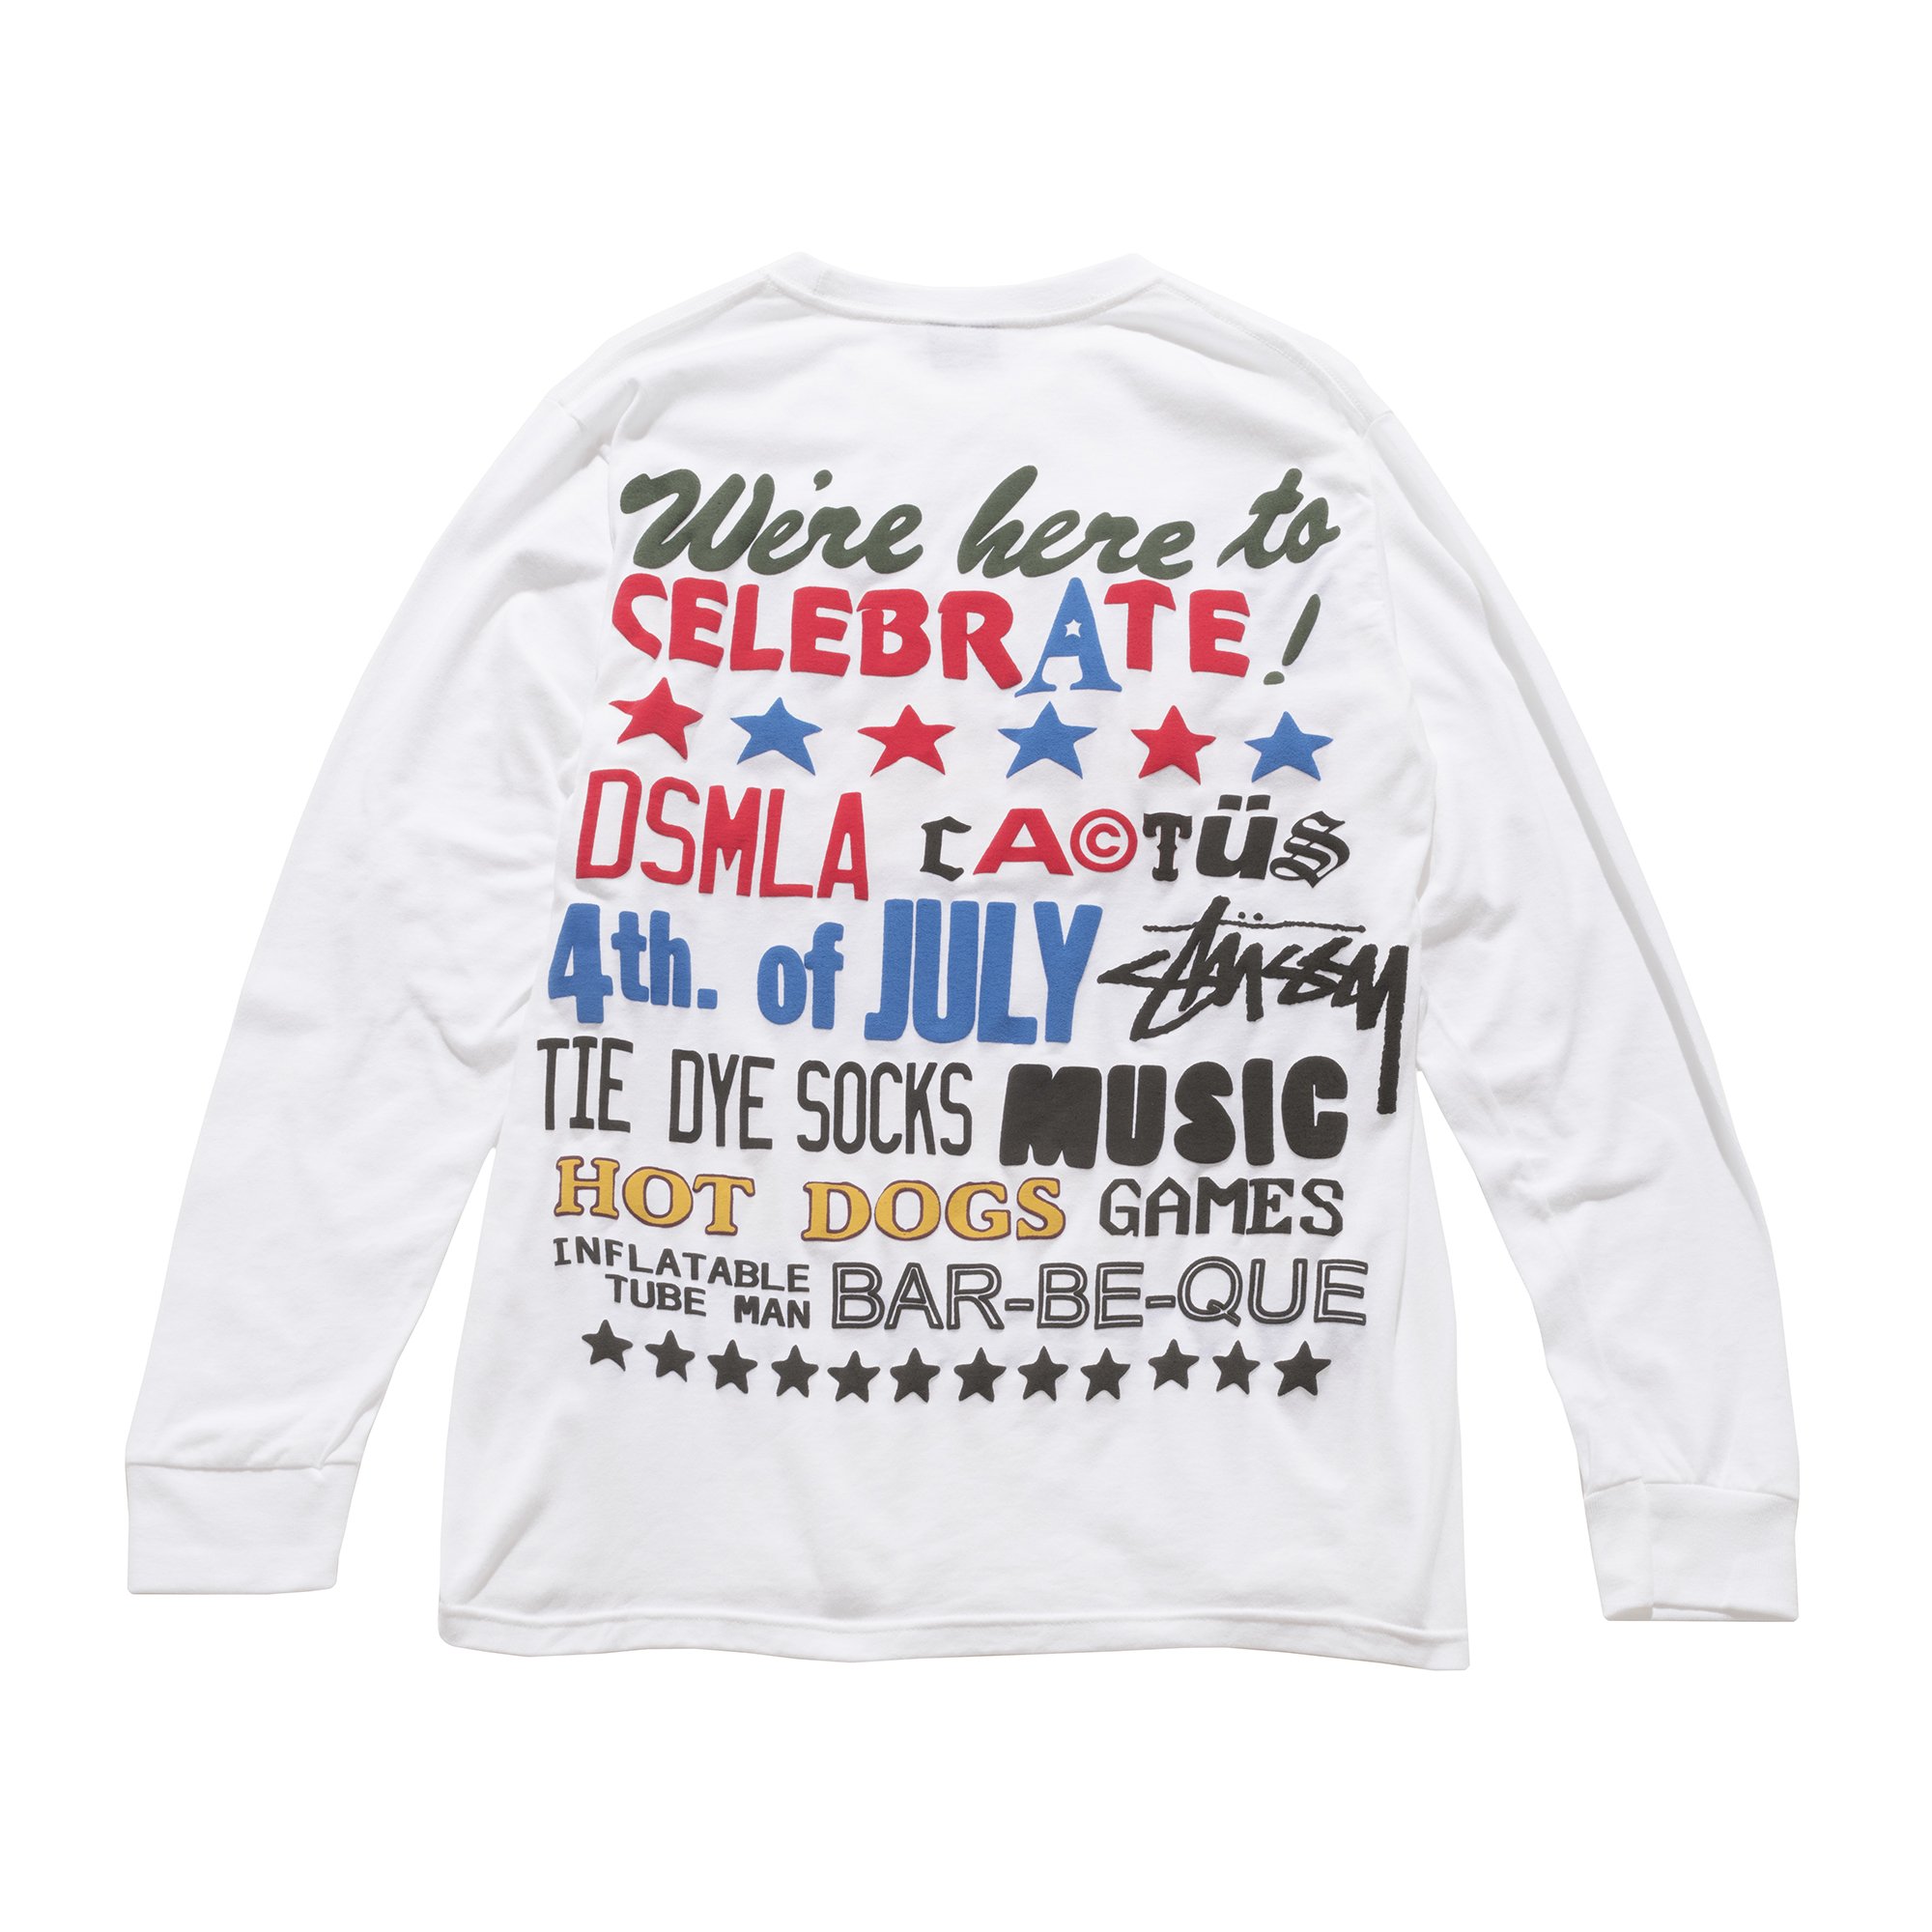 We're here to
CELEBRATE!
DSMLA CA©TÜS
4th. of JULY Stüssy
TIE DYE SOCKS MUSIC
HOT DOGS GAMES
INFLATABLE
TUBE MAN BAR-BE-QUE